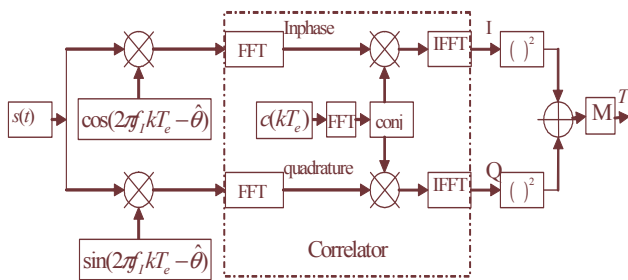 Inphase
I
FFT
IFFT
( )²
s(t)
cos(2πf_I kT_e − θ̂)
c(kT_e)
FFT
conj
M
T
quadrature
Q
FFT
IFFT
( )²
sin(2πf_I kT_e − θ̂)
Correlator